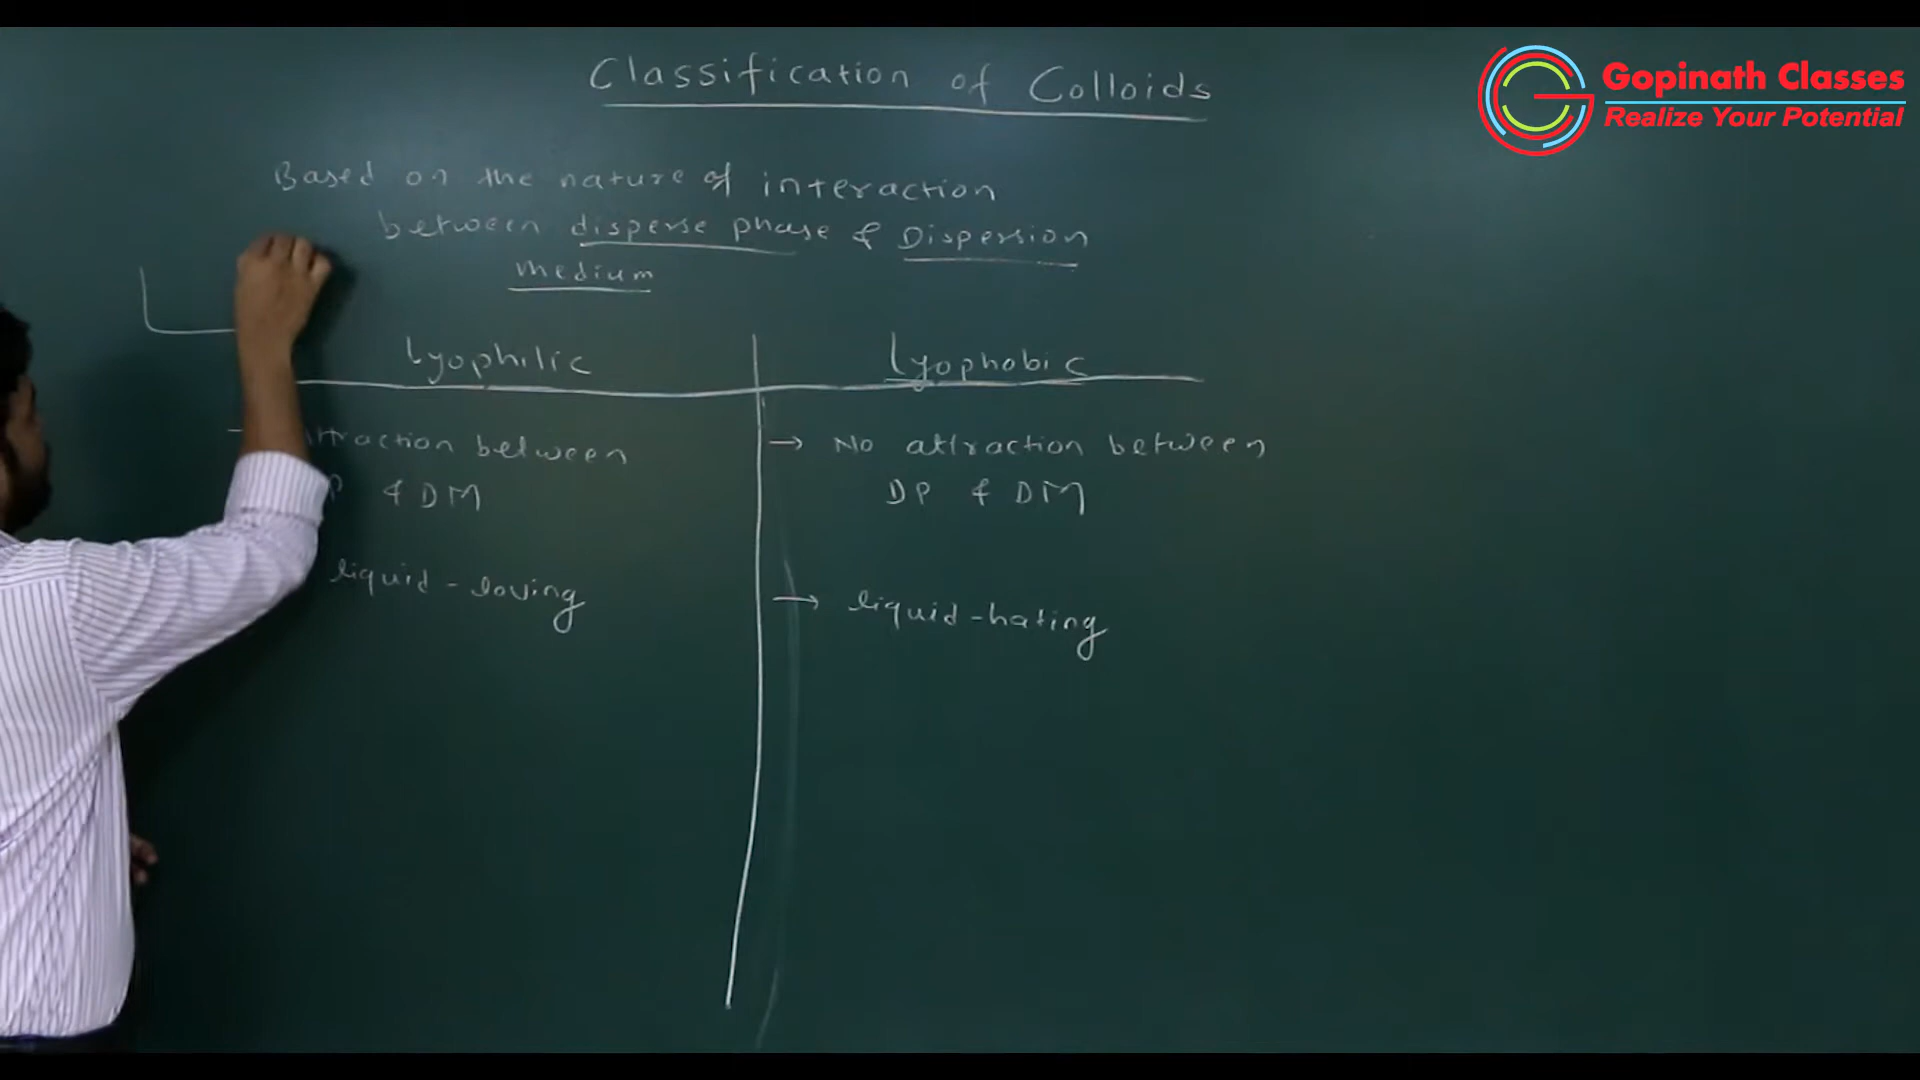 Classification of Colloids
Gopinath Classes
Realize Your Potential
Based on the nature of interaction
between disperse phase & Dispersion
medium
Lyophilic
Lyophobic
between
& DM
liquid - loving
→ No attraction between
DP & DM
→ liquid - hating